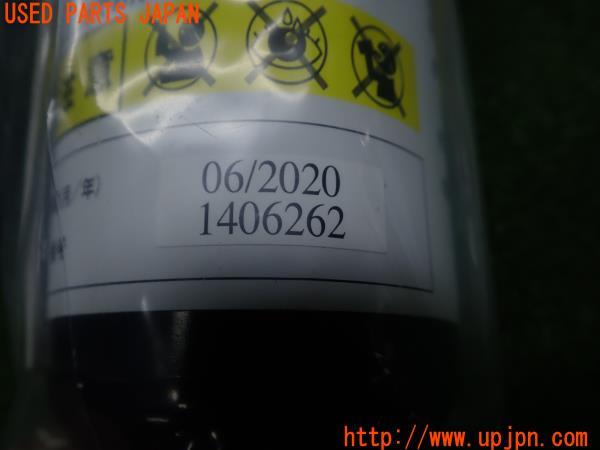 USED PARTS JAPAN
06/2020
1406262
http://www.upjpn.com/